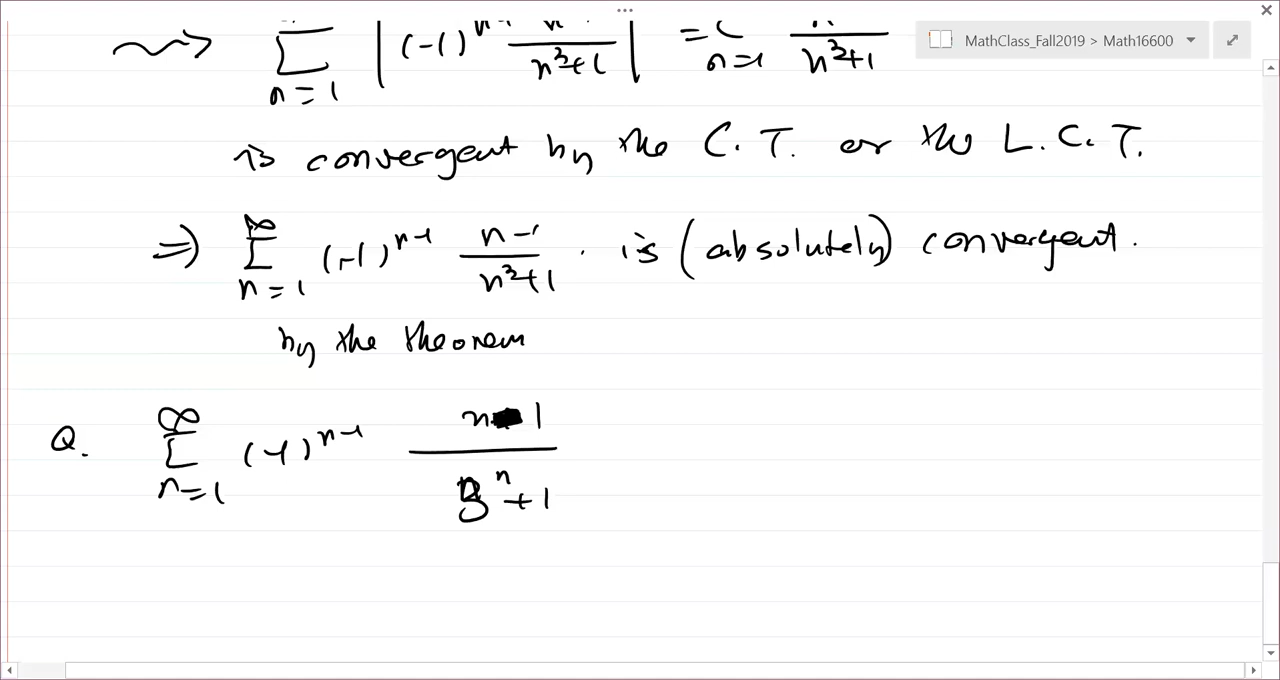 MathClass_Fall2019 > Math16600
∑ n=1 | (-1)^n-1 / n³+1 | = n=1 / n³+1
is convergent by the C. T. or the L. C. T.
⇒) ∞ ∑ n=1 (-1)^n-1 n-1 / n³+1 . is (absolutely) convergent.
by the theorem
Q. ∞ ∑ n=1 (-1)^n-1 n 1 / 3^n + 1